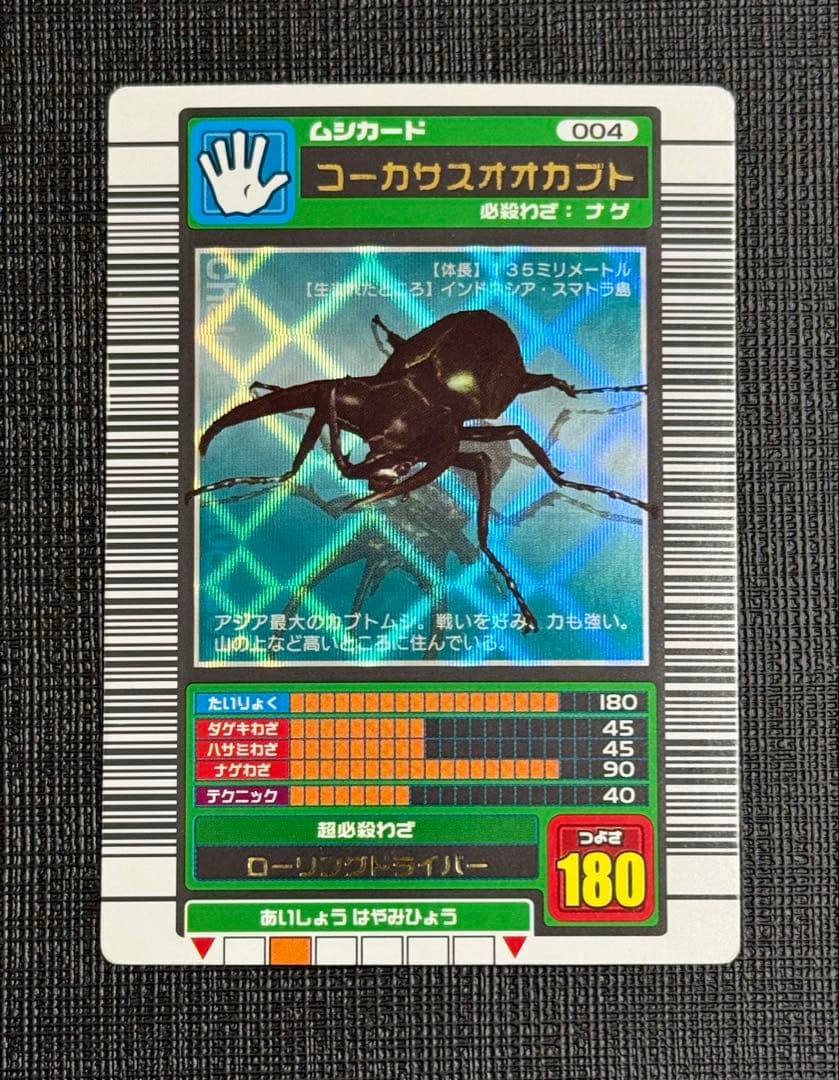 ムシカード 004
コーカサスオオカブト
必殺わざ：ナゲ
【体長】135ミリメートル
【生まれたところ】インドネシア・スマトラ島
アジア最大のカブトムシ。戦いを好み、力も強い。
山の上など高いところに住んでいる。
たいりょく 180
ダゲキわざ 45
ハサミわざ 45
ナゲわざ 90
テクニック 40
超必殺わざ
ローリングドライバー
つよさ
180
あいしょう はやみひょう